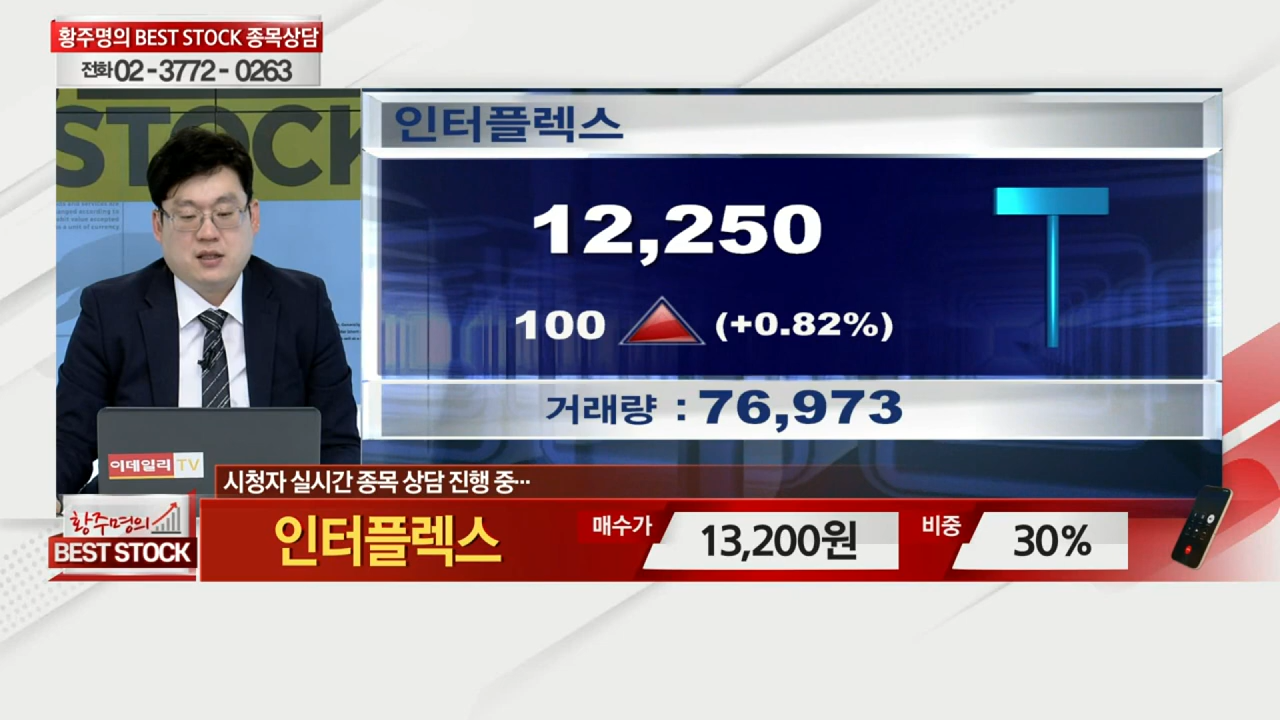 황주명의 BEST STOCK 종목상담
전화 02-3772-0263
STOCK
인터플렉스
12,250
100 ▲ (+0.82%)
거래량 : 76,973
이데일리 TV
시청자 실시간 종목 상담 진행 중…
황주명의
BEST STOCK
인터플렉스
매수가 13,200원
비중 30%